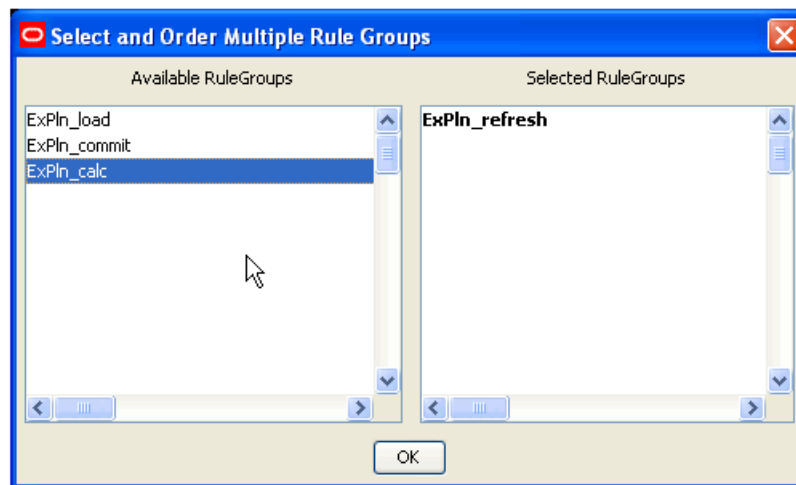 Select and Order Multiple Rule Groups
Available RuleGroups
Selected RuleGroups
ExPln_load
ExPln_commit
ExPln_calc
ExPln_refresh
OK